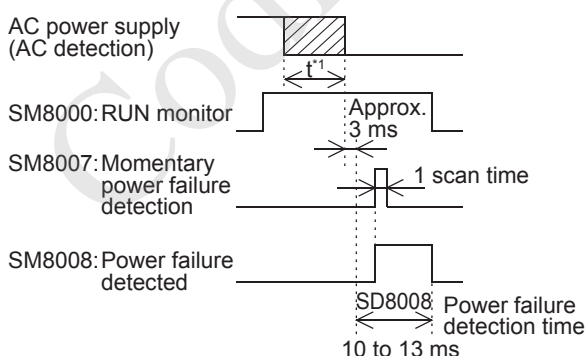 AC power supply
(AC detection)
t*1
SM8000:RUN monitor
Approx.
3 ms
SM8007:Momentary
power failure
detection
1 scan time
SM8008:Power failure
detected
SD8008
Power failure
detection time
10 to 13 ms